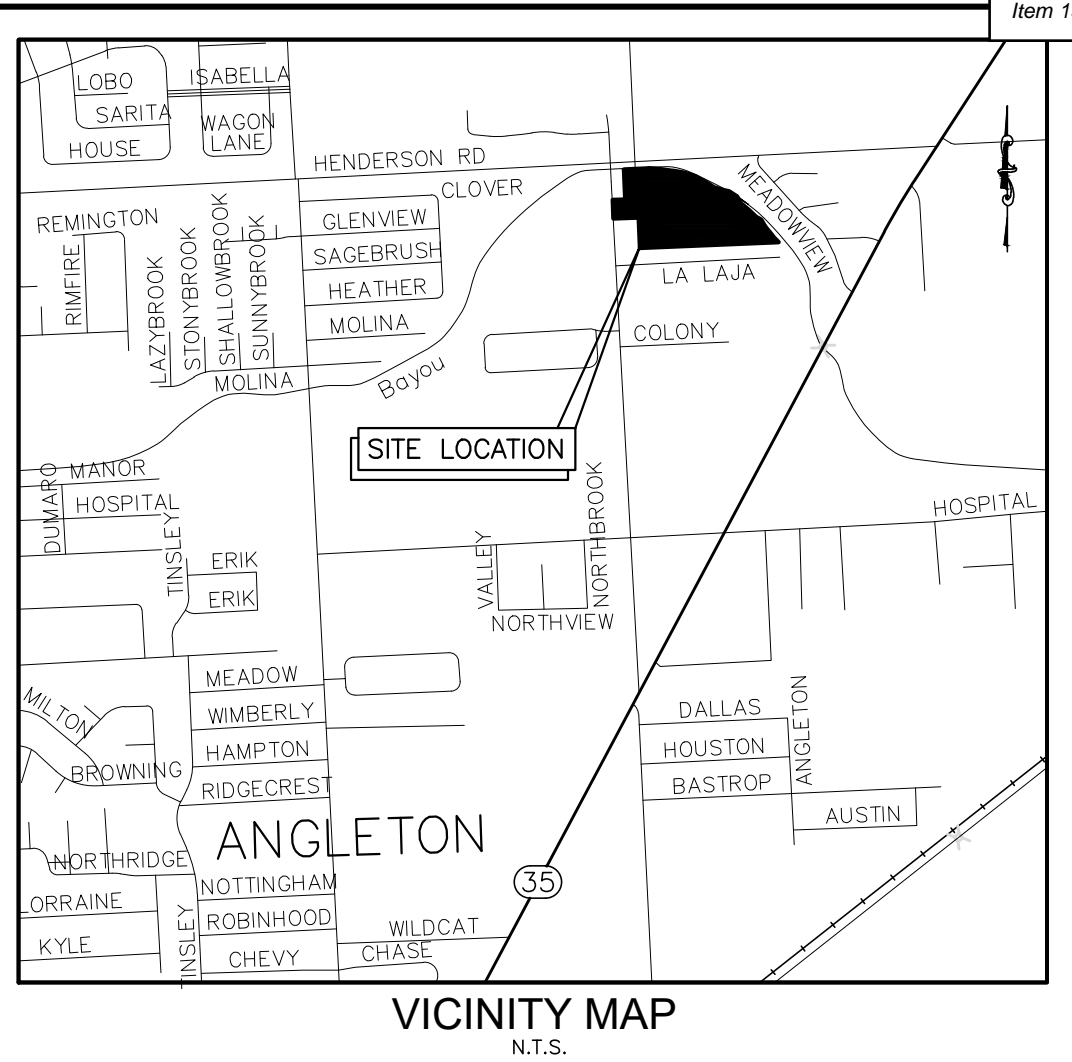 Item 1
LOBO
ISABELLA
SARITA
WAGON
LANE
HOUSE
HENDERSON RD
CLOVER
MEADOWVIEW
REMINGTON
GLENVIEW
RIMFIRE
LAZYBROOK
STONYBROOK
SHALLOWBROOK
SUNNYBROOK
SAGEBRUSH
HEATHER
MOLINA
LA LAJA
COLONY
MOLINA
Bayou
SITE LOCATION
MANOR
DUMARO
HOSPITAL
HOSPITAL
TINSLEY
ERIK
ERIK
VALLEY
NORTHBROOK
NORTHVIEW
MEADOW
MILTON
WIMBERLY
HAMPTON
BROWNING
RIDGECREST
DALLAS
HOUSTON
ANGLETON
BASTROP
AUSTIN
ANGLETON
NORTHRIDGE
NOTTINGHAM
35
LORRAINE
ROBINHOOD
TINSLEY
KYLE
CHEVY
WILDCAT
CHASE
VICINITY MAP
N.T.S.